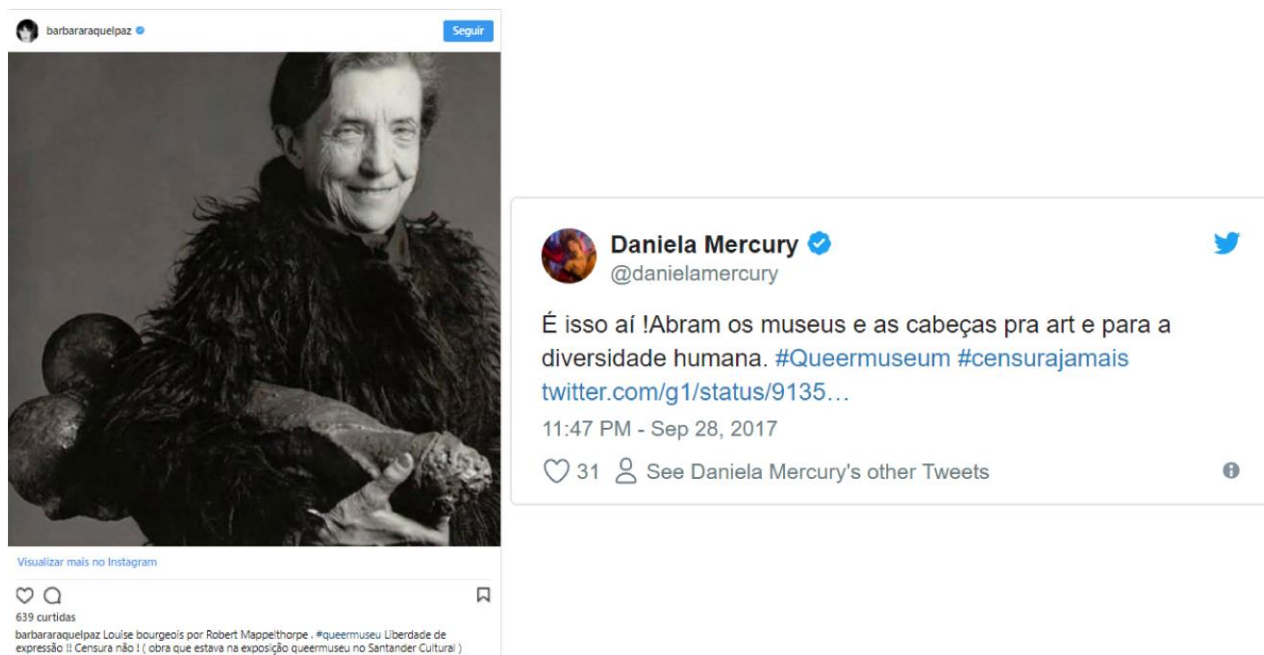 barbararaquelpaz
Seguir
Visualizar mais no Instagram
639 curtidas
barbararaquelpaz Louise bourgeois por Robert Mappelthorpe . #queermuseu Liberdade de
expressão !! Censura não ! ( obra que estava na exposição queermuseu no Santander Cultural )
Daniela Mercury
@danielamercury
É isso aí !Abram os museus e as cabeças pra art e para a
diversidade humana. #Queermuseum #censurajamais
twitter.com/g1/status/9135…
11:47 PM - Sep 28, 2017
31 See Daniela Mercury's other Tweets